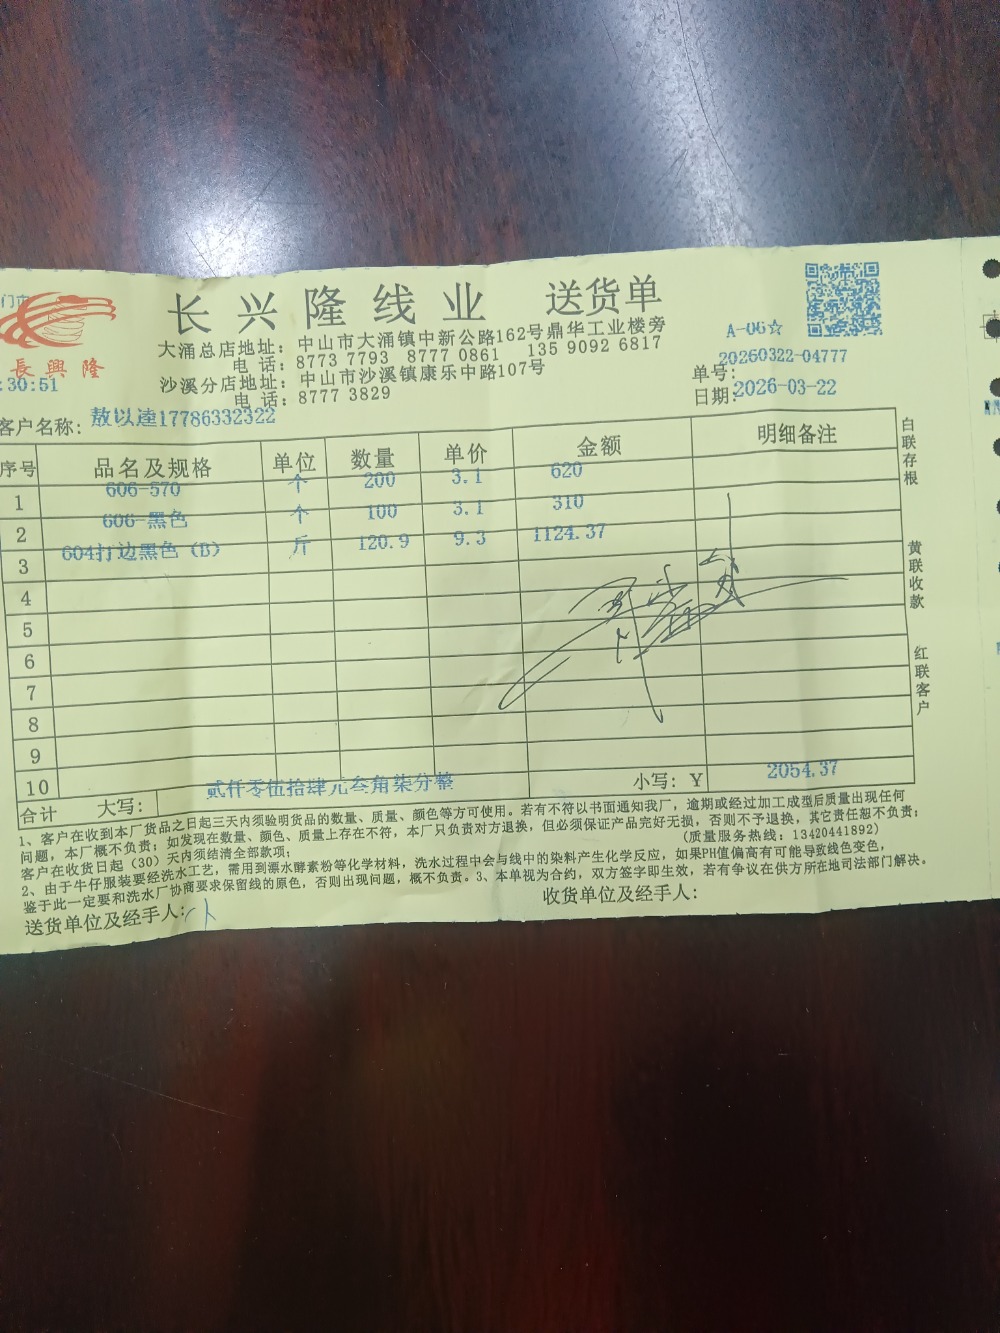 门市
長興隆
:30:51
长兴隆线业 送货单
大涌总店地址：中山市大涌镇中新公路162号鼎华工业楼旁
电 话：8773 7793 8777 0861 135 9092 6817
沙溪分店地址：中山市沙溪镇康乐中路107号
电 话：8777 3829
A-06☆
单号：20260322-04777
日期：2026-03-22
客户名称：敖以逵17786332322
序号 品名及规格 单位 数量 单价 金额 明细备注
1 606-570 个 200 3.1 620
2 606-黑色 个 100 3.1 310
3 604打边黑色（B） 斤 120.9 9.3 1124.37
4
5
6
7
8
9
10
合计 大写：贰仟零伍拾肆元叁角柒分整 小写：Y 2054.37
白联存根
黄联收款
红联客户
1、客户在收到本厂货品之日起三天内须验明货品的数量、质量、颜色等方可使用。若有不符以书面通知我厂，逾期或经过加工成型后质量出现任何
问题，本厂概不负责；如发现在数量、颜色、质量上存在不符，本厂只负责对方退换，但必须保证产品完好无损，否则不予退换，其它责任恕不负责；
客户在收货日起（30）天内须结清全部款项； （质量服务热线：13420441892）
2、由于牛仔服装要经洗水工艺，需用到漂水酵素粉等化学材料，洗水过程中会与线中的染料产生化学反应，如果PH值偏高有可能导致线色变色，
鉴于此一定要和洗水厂协商要求保留线的原色，否则出现问题，概不负责。3、本单视为合约，双方签字即生效，若有争议在供方所在地司法部门解决。
送货单位及经手人： 收货单位及经手人：